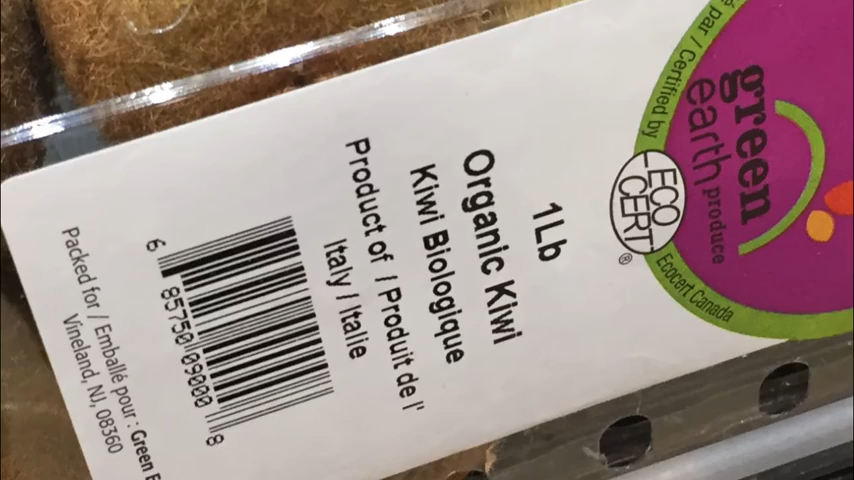 green
earth produce
é par / Certified by
ECO
CERT
®
Ecocert Canada
1Lb
Organic Kiwi
Kiwi Biologique
Product of / Produit de l'
Italy / Italie
6 85750 09000 8
Packed for / Emballé pour : Green
Vineland, NJ, 08360